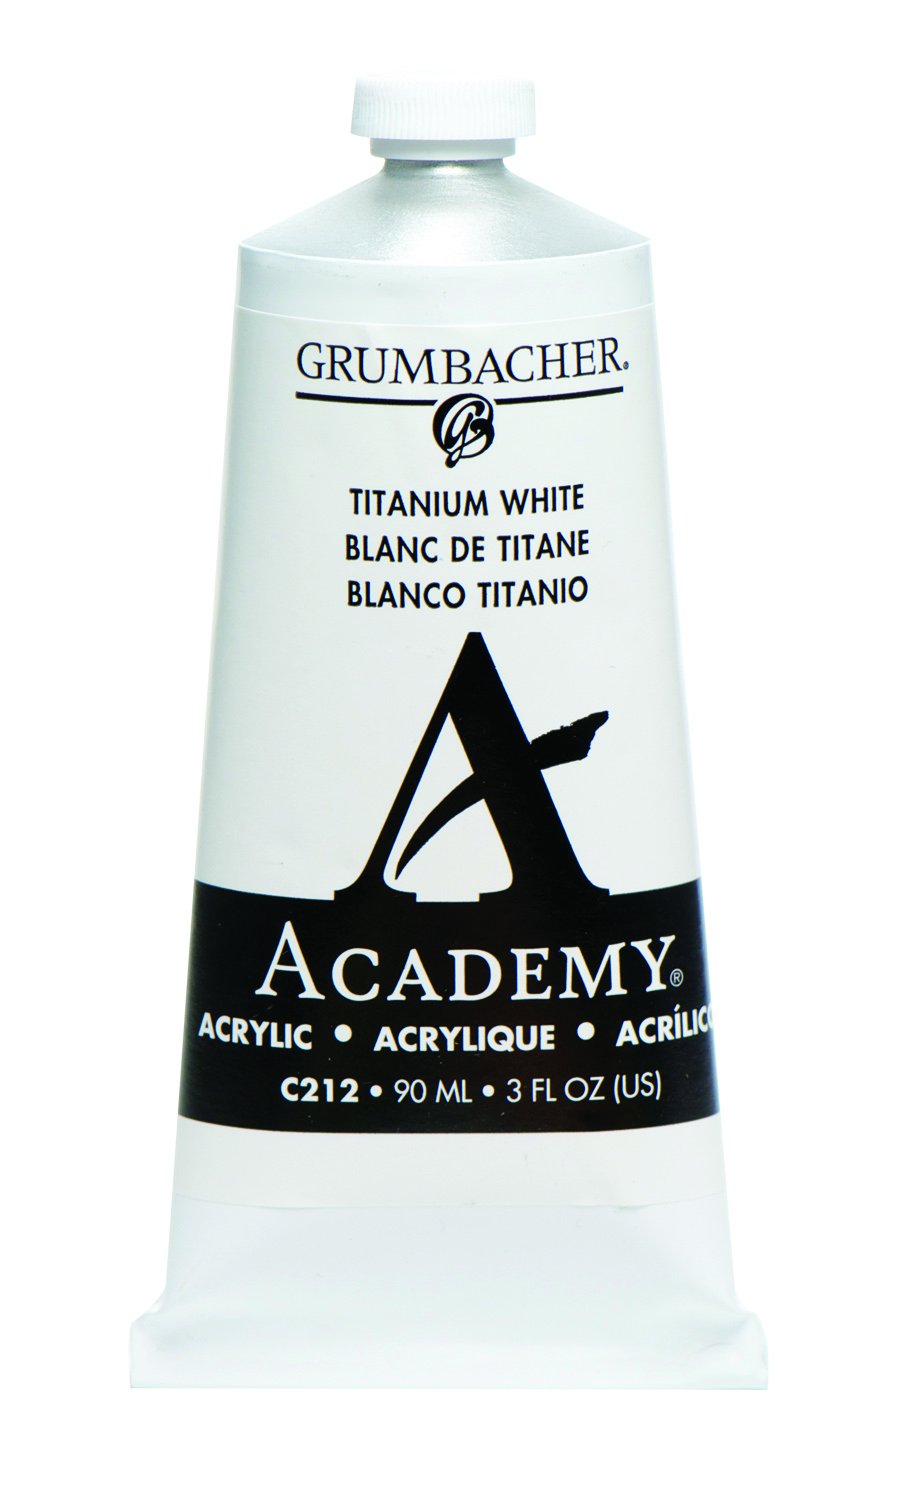 GRUMBACHER®
GB
TITANIUM WHITE
BLANC DE TITANE
BLANCO TITANIO
A
ACADEMY®
ACRYLIC • ACRYLIQUE • ACRÍLICO
C212 • 90 ML • 3 FL OZ (US)